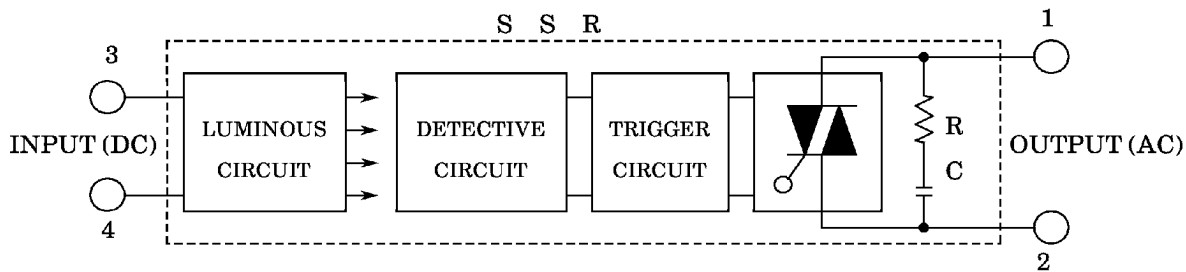 S S R
3
1
LUMINOUS
CIRCUIT
DETECTIVE
CIRCUIT
TRIGGER
CIRCUIT
R
C
INPUT (DC)
OUTPUT (AC)
4
2